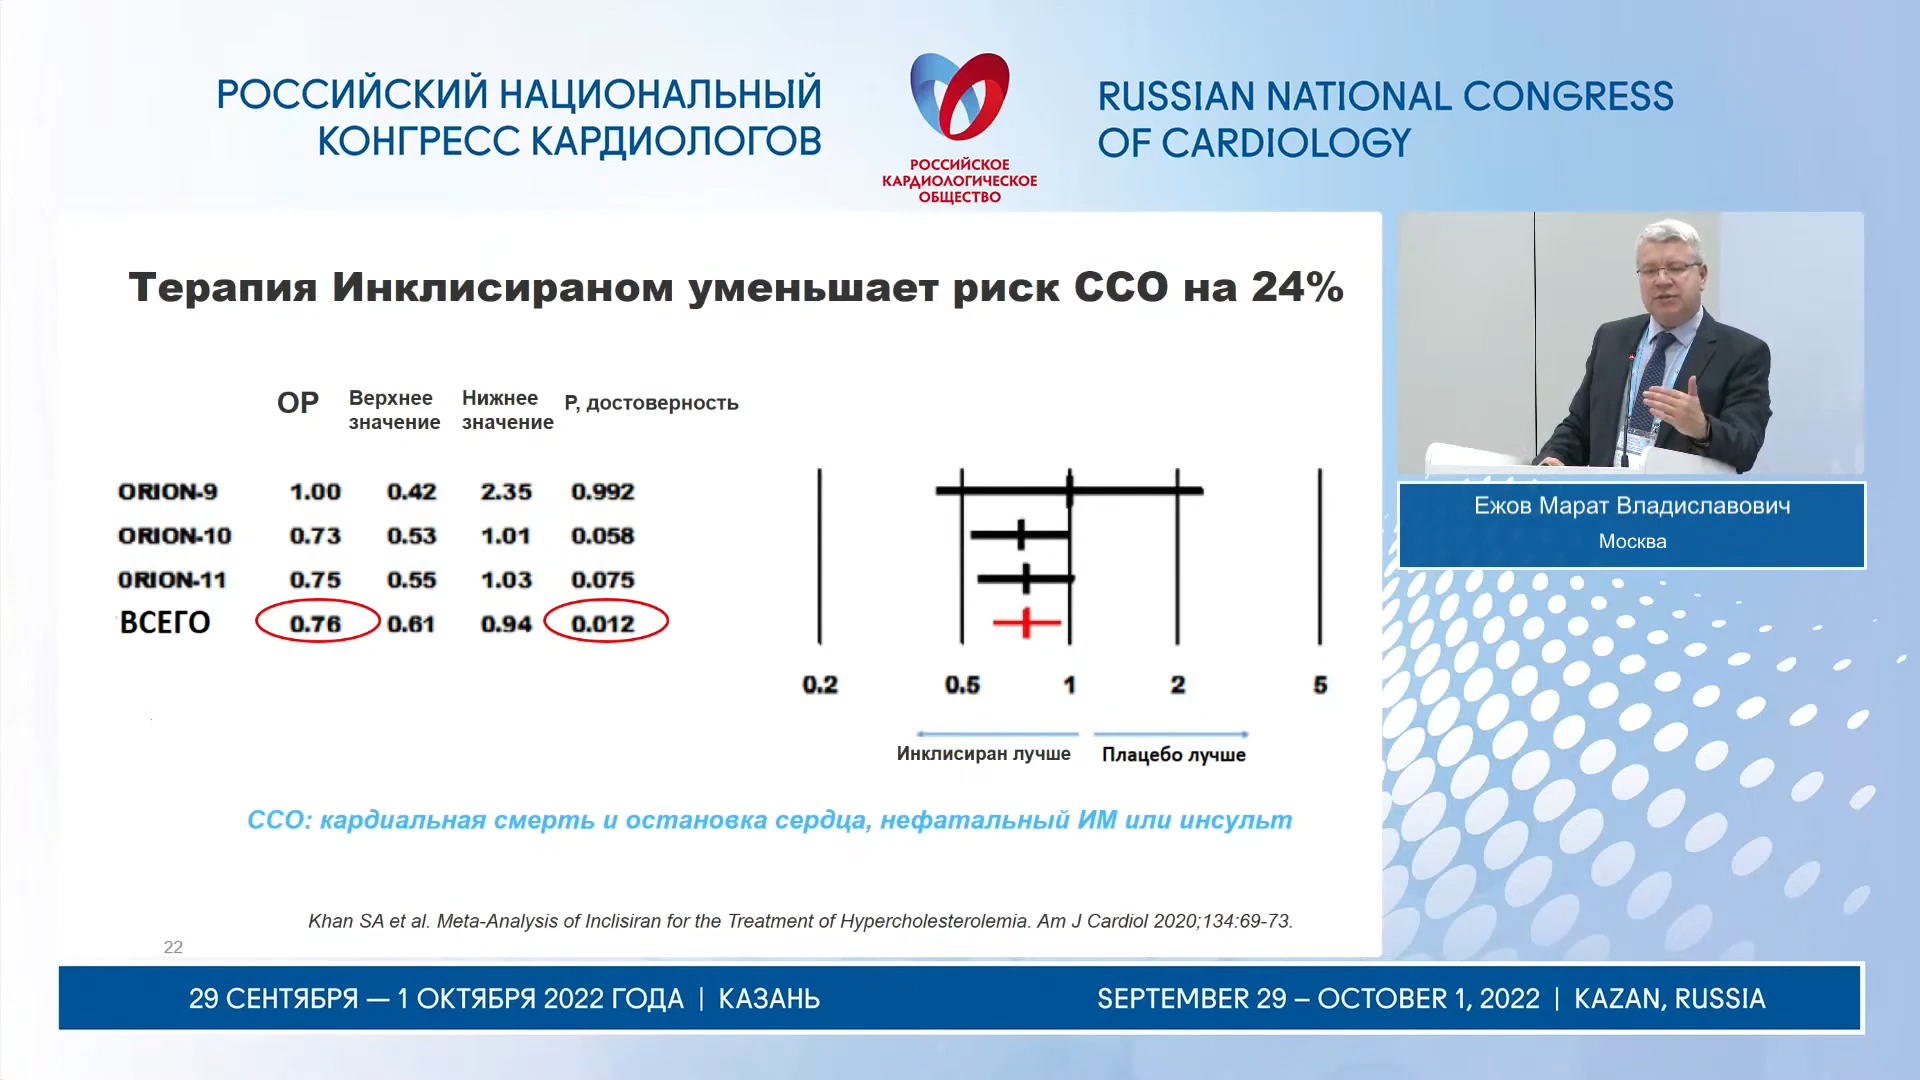 РОССИЙСКИЙ НАЦИОНАЛЬНЫЙ
КОНГРЕСС КАРДИОЛОГОВ
РОССИЙСКОЕ
КАРДИОЛОГИЧЕСКОЕ
ОБЩЕСТВО
RUSSIAN NATIONAL CONGRESS
OF CARDIOLOGY
Терапия Инклисираном уменьшает риск ССО на 24%
ОР Верхнее значение Нижнее значение Р, достоверность
ORION-9 1.00 0.42 2.35 0.992
ORION-10 0.73 0.53 1.01 0.058
0RION-11 0.75 0.55 1.03 0.075
ВСЕГО 0.76 0.61 0.94 0.012
0.2 0.5 1 2 5
Инклисиран лучше Плацебо лучше
ССО: кардиальная смерть и остановка сердца, нефатальный ИМ или инсульт
Khan SA et al. Meta-Analysis of Inclisiran for the Treatment of Hypercholesterolemia. Am J Cardiol 2020;134:69-73.
22
Ежов Марат Владиславович
Москва
29 СЕНТЯБРЯ — 1 ОКТЯБРЯ 2022 ГОДА | КАЗАНЬ
SEPTEMBER 29 – OCTOBER 1, 2022 | KAZAN, RUSSIA